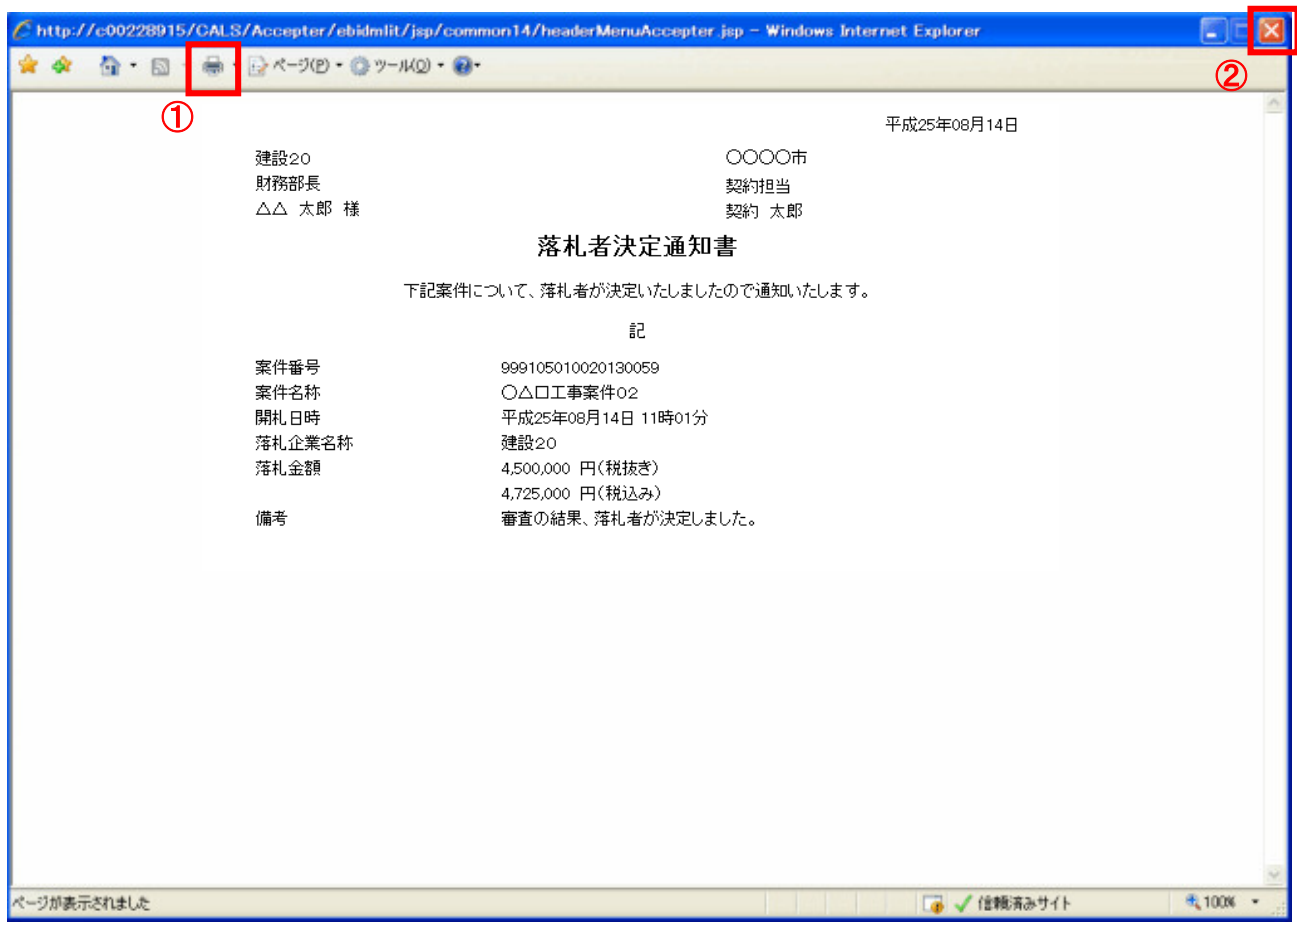 http://c00228915/CALS/Accepter/ebidmlit/jsp/common14/headerMenuAccepter.jsp - Windows Internet Explorer
ページ(P) ツール(O)
① ②
平成25年08月14日
建設20 〇〇〇〇市
財務部長 契約担当
△△ 太郎 様 契約 太郎
落札者決定通知書
下記案件について、落札者が決定いたしましたので通知いたします。
記
案件番号 999105010020130059
案件名称 〇△口工事案件02
開札日時 平成25年08月14日 11時01分
落札企業名称 建設20
落札金額 4,500,000 円(税抜き)
4,725,000 円(税込み)
備考 審査の結果、落札者が決定しました。
ページが表示されました 信頼済みサイト 100%